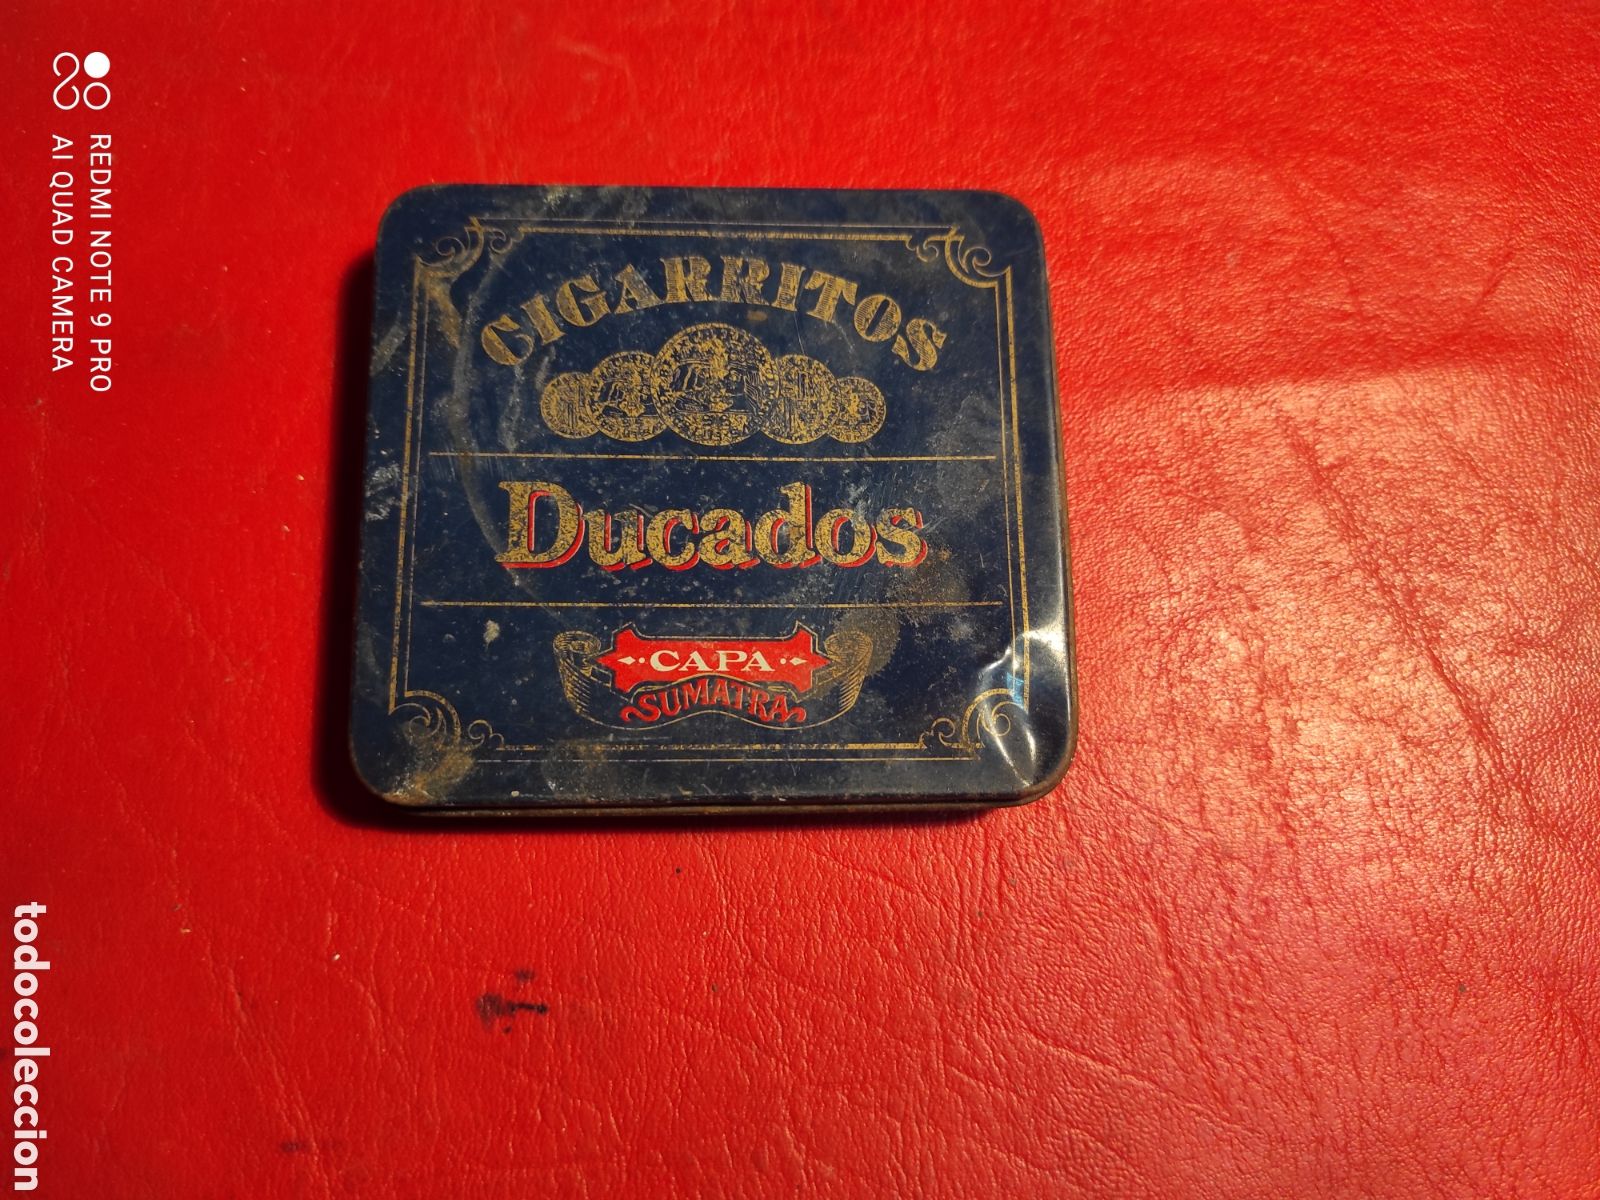 CIGARRITOS
Ducados
CAPA
SUMATRA
REDMI NOTE 9 PRO
AI QUAD CAMERA
todocoleccion